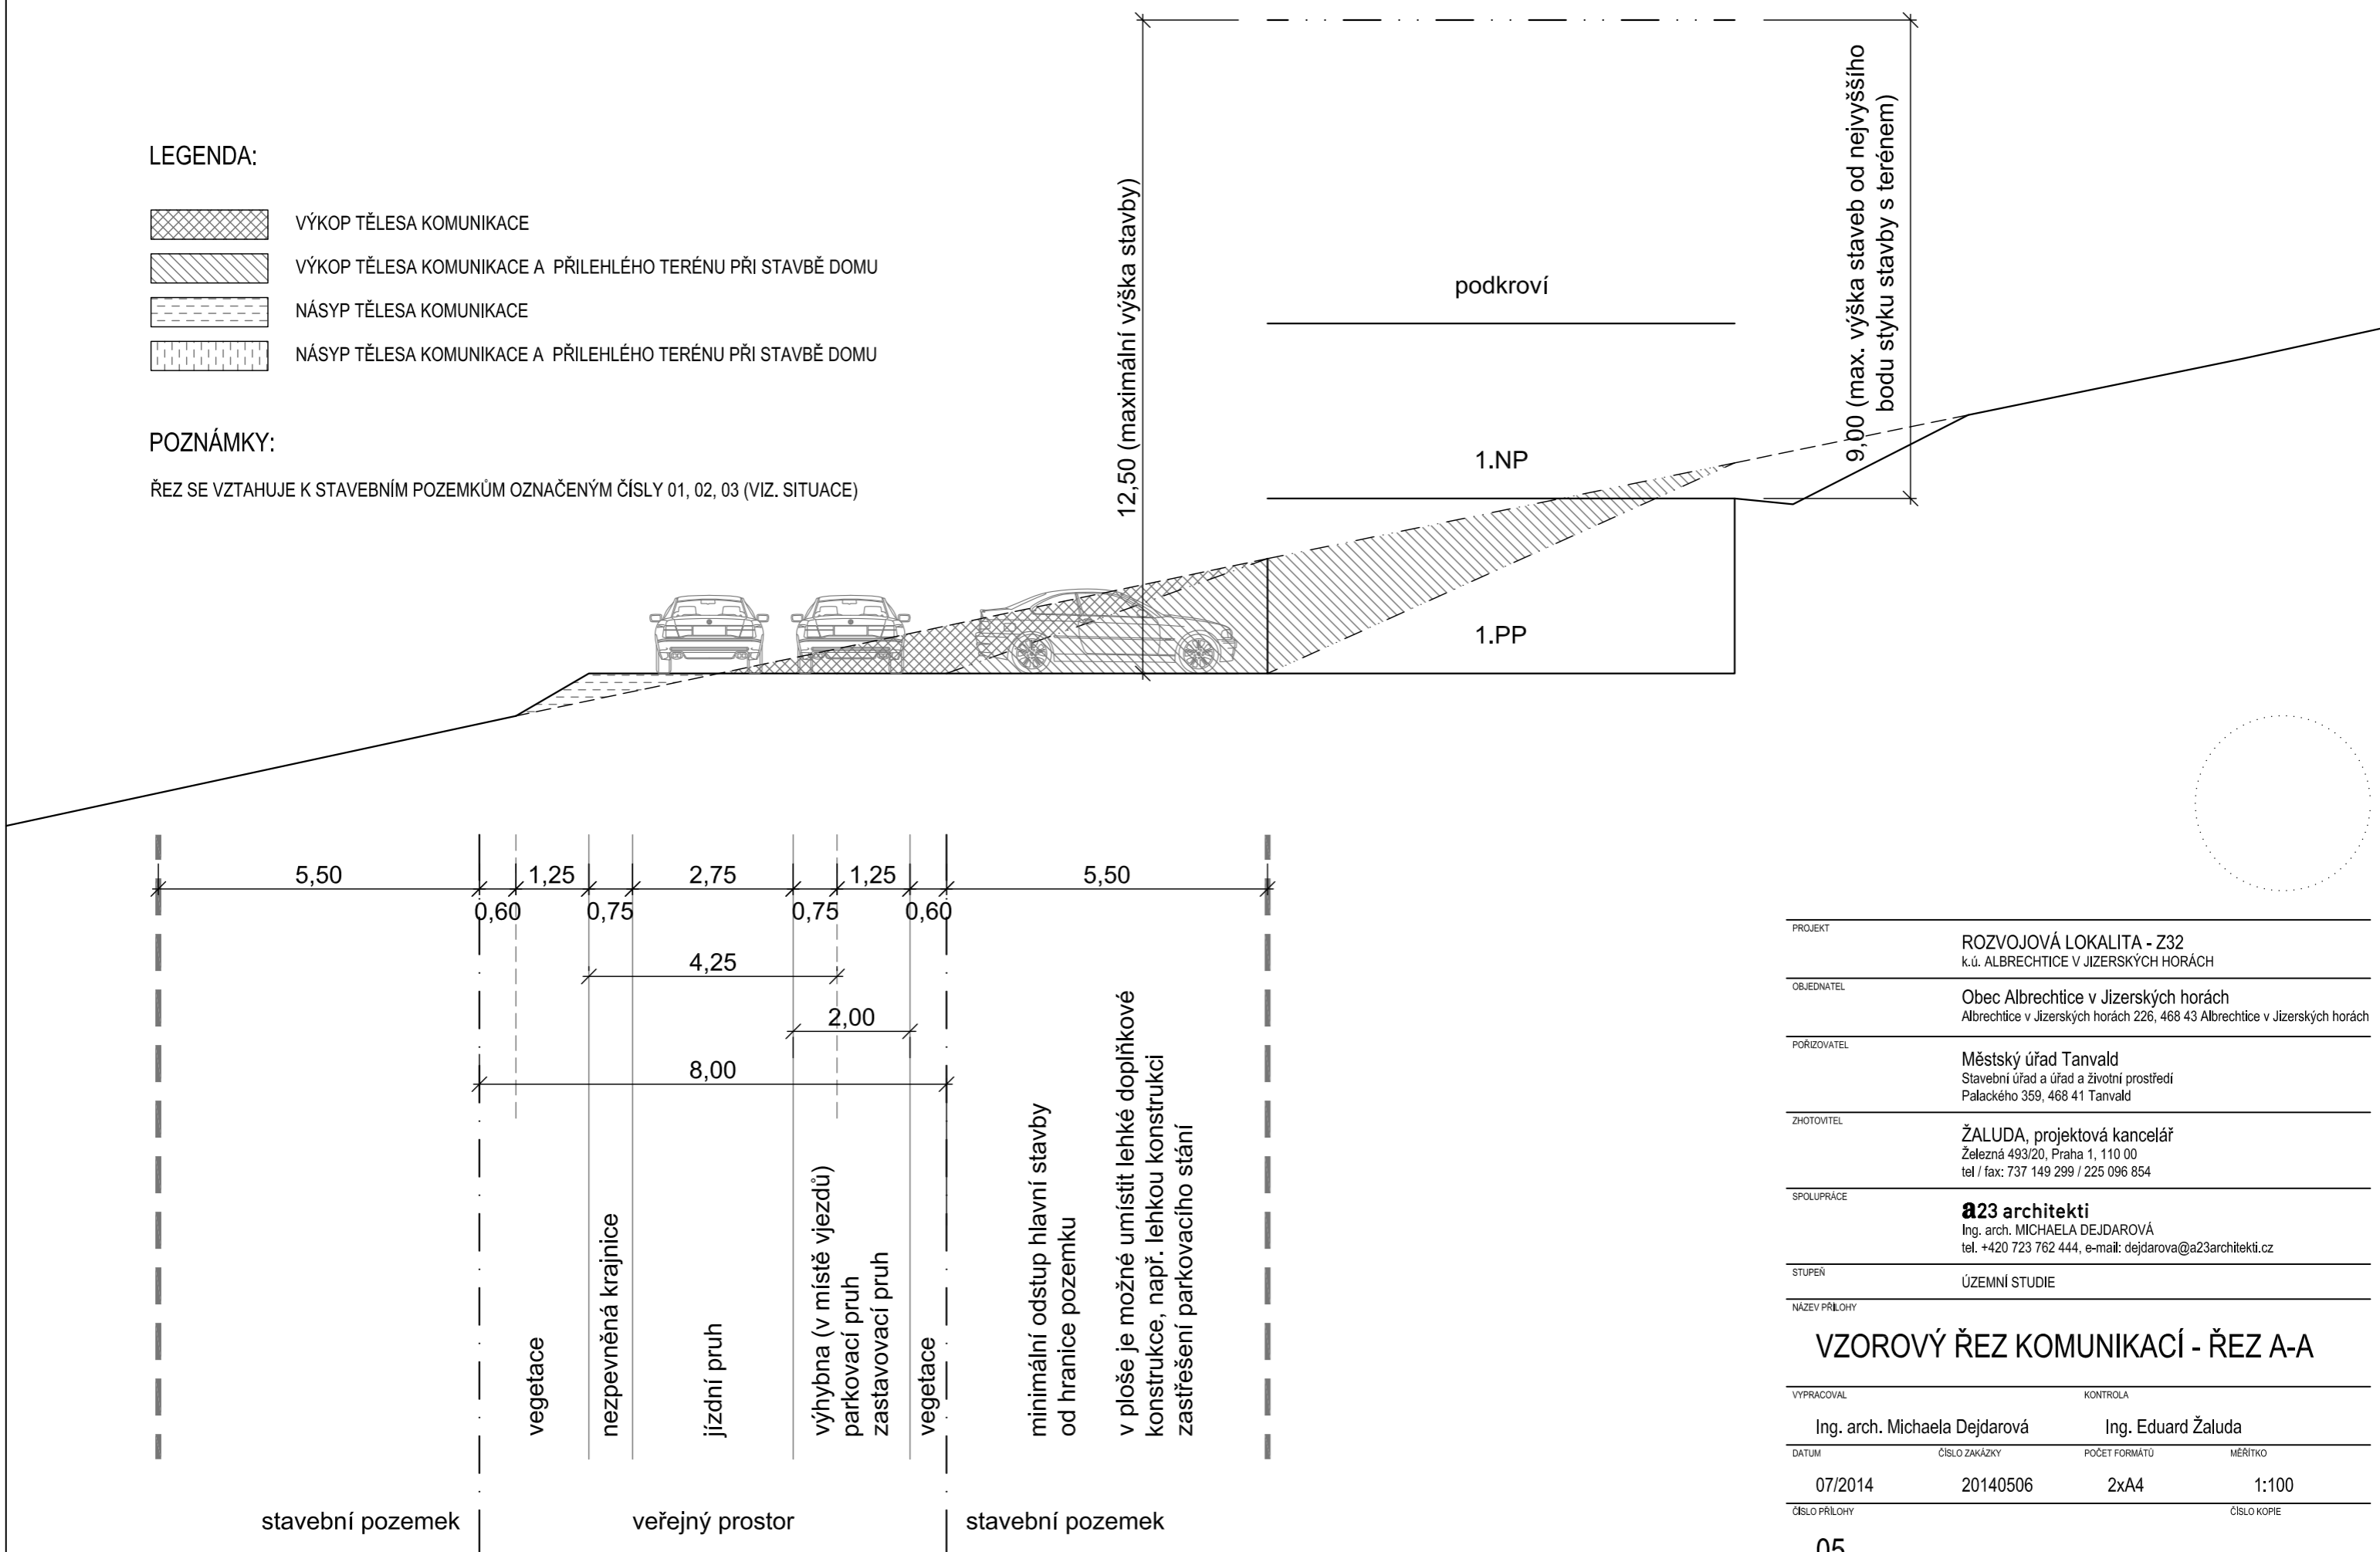 LEGENDA:
VÝKOP TĚLESA KOMUNIKACE
VÝKOP TĚLESA KOMUNIKACE A PŘILEHLÉHO TERÉNU PŘI STAVBĚ DOMU
NÁSYP TĚLESA KOMUNIKACE
NÁSYP TĚLESA KOMUNIKACE A PŘILEHLÉHO TERÉNU PŘI STAVBĚ DOMU
POZNÁMKY:
ŘEZ SE VZTAHUJE K STAVEBNÍM POZEMKŮM OZNAČENÝM ČÍSLY 01, 02, 03 (VIZ. SITUACE)
12,50 (maximální výška stavby)
podkroví
1.NP
1.PP
9,00 (max. výška staveb od nejvyššího
bodu styku stavby s terénem)
5,50
1,25
2,75
1,25
5,50
0,60
0,75
0,75
0,60
4,25
2,00
8,00
vegetace
nezpevněná krajnice
jízdní pruh
výhybna (v místě vjezdů)
parkovací pruh
zastavovací pruh
vegetace
minimální odstup hlavní stavby
od hranice pozemku
v ploše je možné umístit lehké doplňkové
konstrukce, např. lehkou konstrukci
zastřešení parkovacího stání
stavební pozemek
veřejný prostor
stavební pozemek
PROJEKT
ROZVOJOVÁ LOKALITA - Z32
k.ú. ALBRECHTICE V JIZERSKÝCH HORÁCH
OBJEDNATEL
Obec Albrechtice v Jizerských horách
Albrechtice v Jizerských horách 226, 468 43 Albrechtice v Jizerských horách
POŘIZOVATEL
Městský úřad Tanvald
Stavební úřad a úřad a životní prostředí
Palackého 359, 468 41 Tanvald
ZHOTOVITEL
ŽALUDA, projektová kancelář
Železná 493/20, Praha 1, 110 00
tel / fax: 737 149 299 / 225 096 854
SPOLUPRÁCE
a23 architekti
Ing. arch. MICHAELA DEJDAROVÁ
tel. +420 723 762 444, e-mail: dejdarova@a23architekti.cz
STUPEŇ
ÚZEMNÍ STUDIE
NÁZEV PŘÍLOHY
VZOROVÝ ŘEZ KOMUNIKACÍ - ŘEZ A-A
VYPRACOVAL
KONTROLA
Ing. arch. Michaela Dejdarová
Ing. Eduard Žaluda
DATUM
ČÍSLO ZAKÁZKY
POČET FORMÁTŮ
MĚŘÍTKO
07/2014
20140506
2xA4
1:100
ČÍSLO PŘÍLOHY
ČÍSLO KOPIE
05